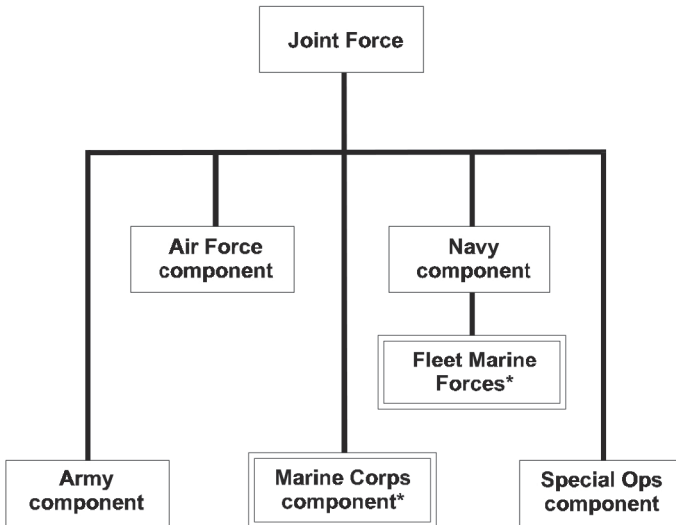 Joint Force
Air Force
component
Navy
component
Fleet Marine
Forces*
Army
component
Marine Corps
component*
Special Ops
component